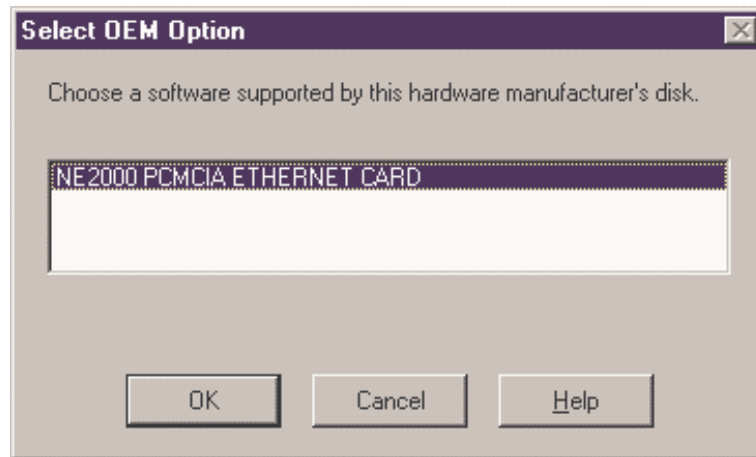 Select OEM Option
Choose a software supported by this hardware manufacturer's disk.
NE2000 PCMCIA ETHERNET CARD
OK Cancel Help